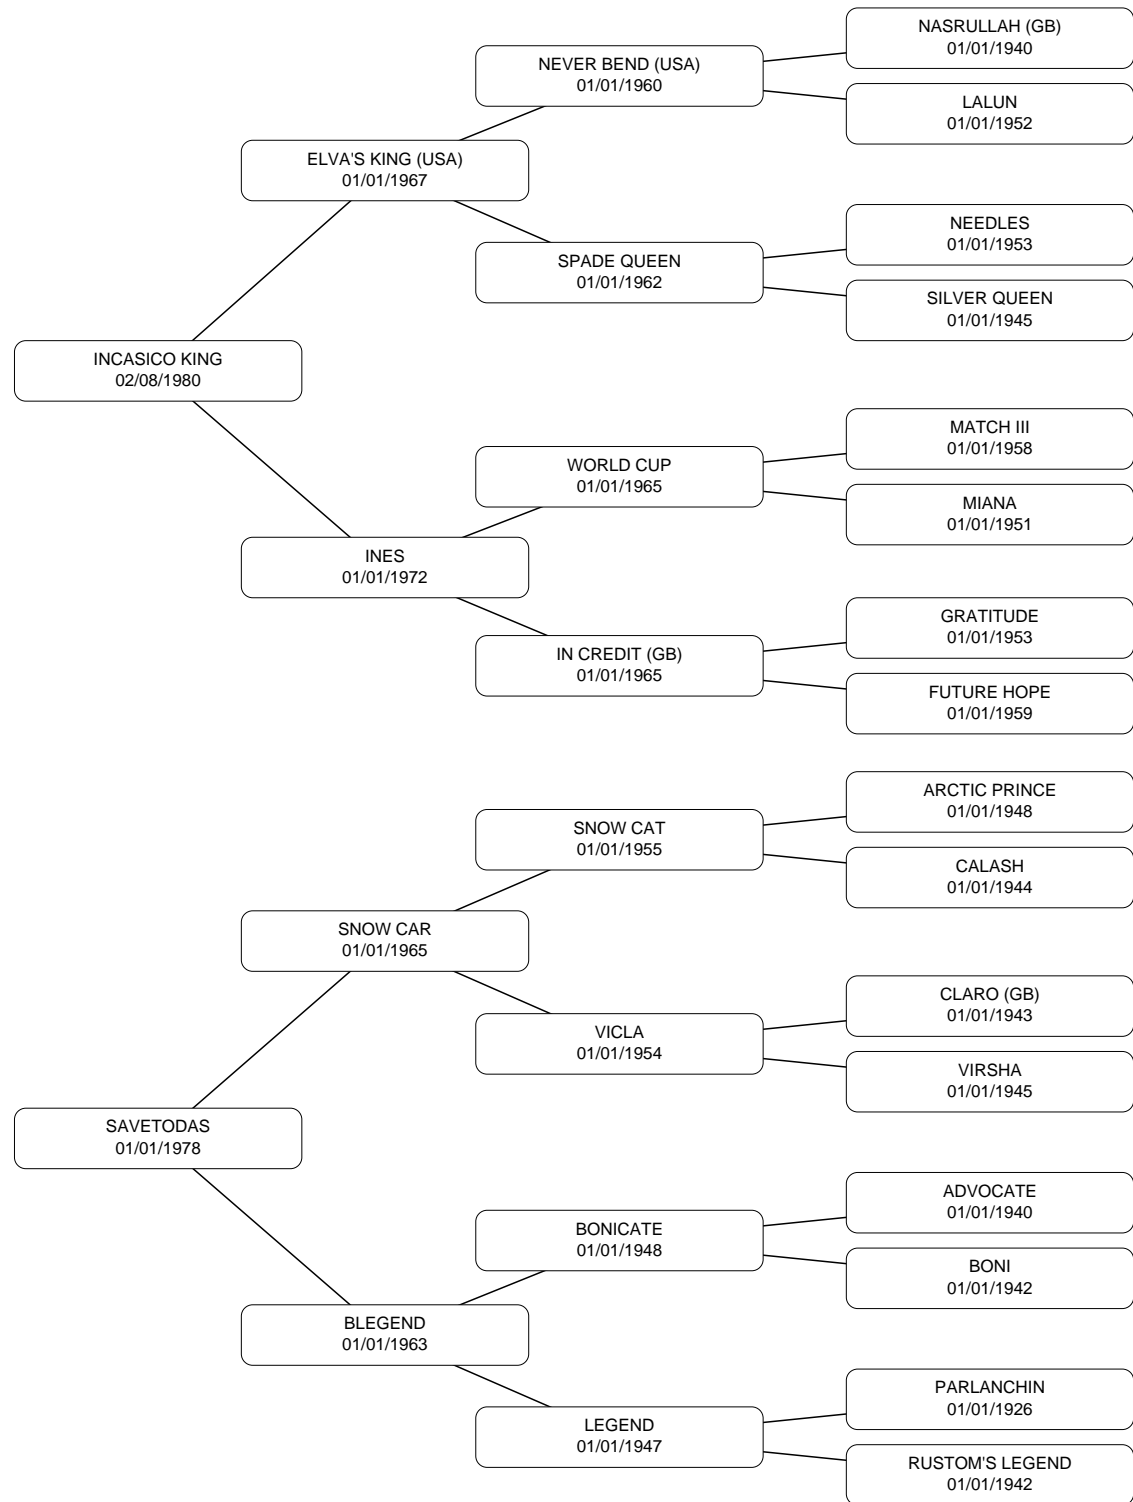 NASRULLAH (GB)
01/01/1940
NEVER BEND (USA)
01/01/1960
LALUN
01/01/1952
ELVA'S KING (USA)
01/01/1967
NEEDLES
01/01/1953
SPADE QUEEN
01/01/1962
SILVER QUEEN
01/01/1945
INCASICO KING
02/08/1980
MATCH III
01/01/1958
WORLD CUP
01/01/1965
MIANA
01/01/1951
INES
01/01/1972
GRATITUDE
01/01/1953
IN CREDIT (GB)
01/01/1965
FUTURE HOPE
01/01/1959
ARCTIC PRINCE
01/01/1948
SNOW CAT
01/01/1955
CALASH
01/01/1944
SNOW CAR
01/01/1965
CLARO (GB)
01/01/1943
VICLA
01/01/1954
VIRSHA
01/01/1945
SAVETODAS
01/01/1978
ADVOCATE
01/01/1940
BONICATE
01/01/1948
BONI
01/01/1942
BLEGEND
01/01/1963
PARLANCHIN
01/01/1926
LEGEND
01/01/1947
RUSTOM'S LEGEND
01/01/1942